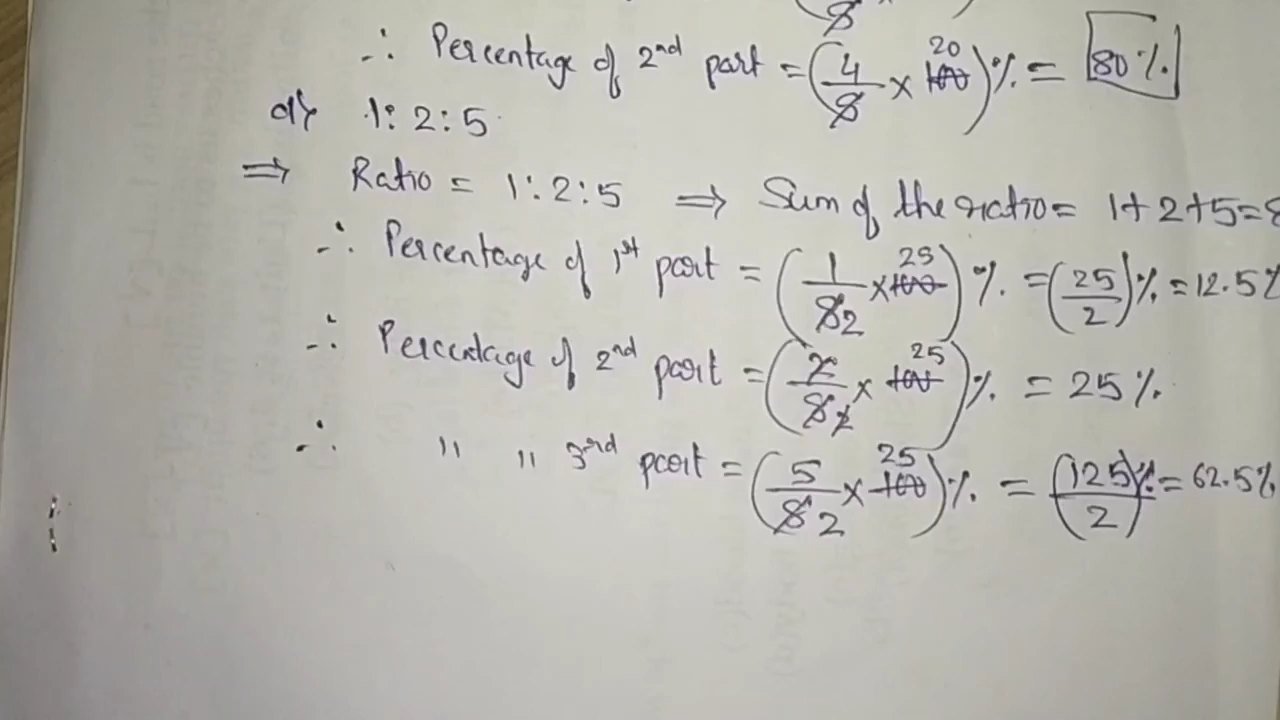 ∴ Percentage of 2nd part = (4/5 × 100 20)% = 80%
d) 1:2:5
⇒ Ratio = 1:2:5 ⇒ Sum of the ratio = 1+2+5=8
∴ Percentage of 1st part = (1/8 2 × 100 25)% = (25/2)% = 12.5%
∴ Percentage of 2nd part = (2/8 2 × 100 25)% = 25%
∴ " " 3rd part = (5/8 2 × 100 25)% = (125/2)% = 62.5%